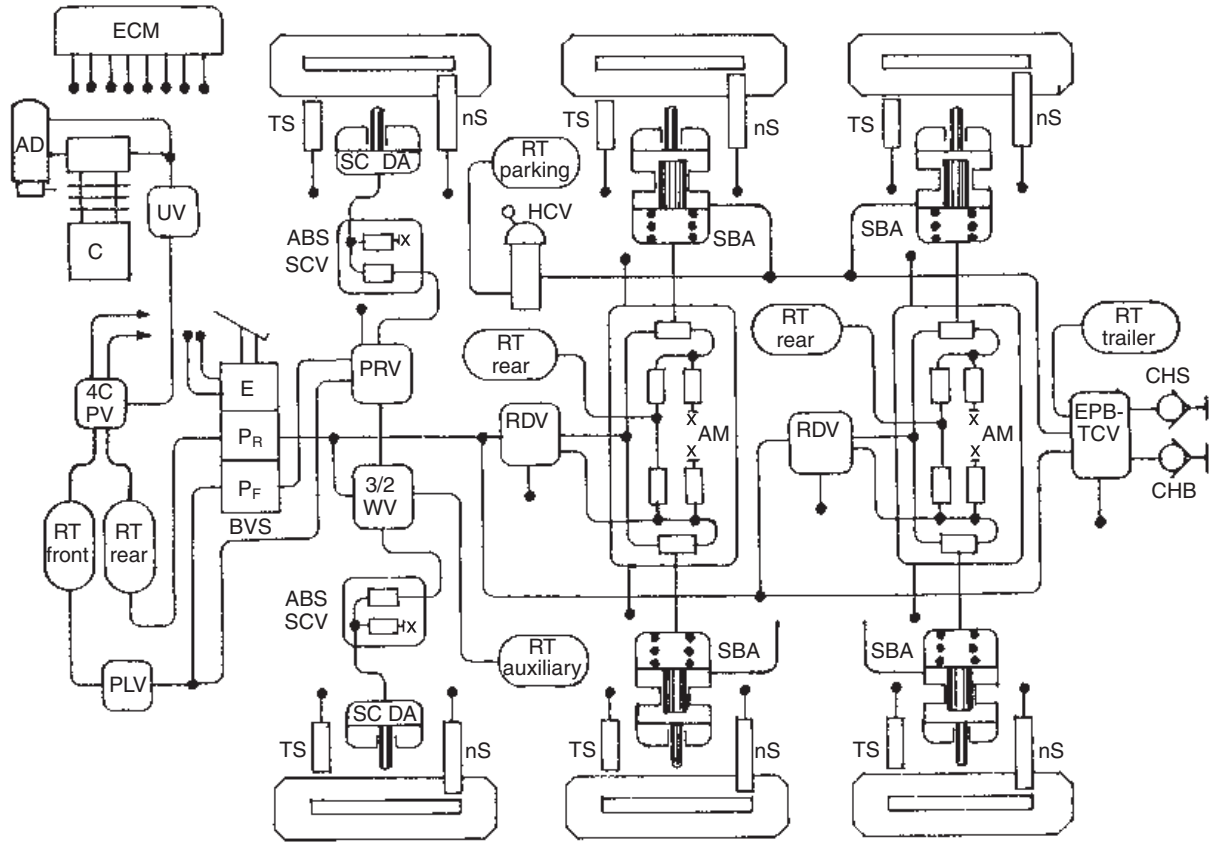 ECM
AD
UV
C
TS
nS
SC DA
ABS
SCV
RT
parking
HCV
TS
nS
SBA
TS
nS
SBA
4C
PV
E
PR
PF
BVS
PRV
RT
rear
RDV
AM
RT
rear
RDV
AM
RT
trailer
CHS
EPB-
TCV
CHB
3/2
WV
RT
front
RT
rear
ABS
SCV
x
x
x
x
x
x
RT
auxiliary
PLV
SBA
SBA
SC DA
TS
nS
TS
nS
TS
nS